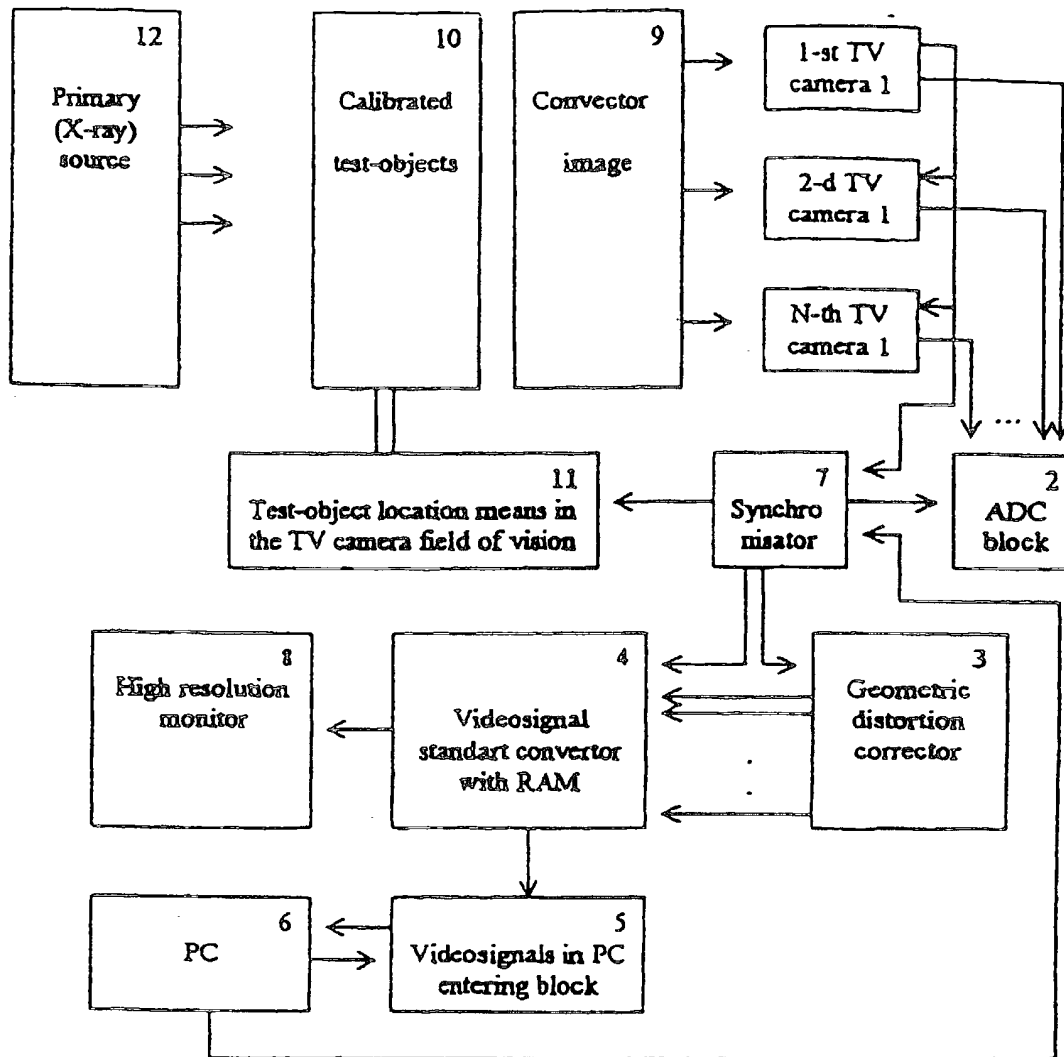 12
Primary
(X-ray)
source
10
Calibrated
test-objects
9
Convector
image
1-st TV
camera 1
2-d TV
camera 1
N-th TV
camera 1
...
11
Test-object location means in
the TV camera field of vision
7
Synchro
nisator
2
ADC
block
8
High resolution
monitor
4
Videosignal
standart convertor
with RAM
3
Geometric
distortion
corrector
6
PC
5
Videosignals in PC
entering block